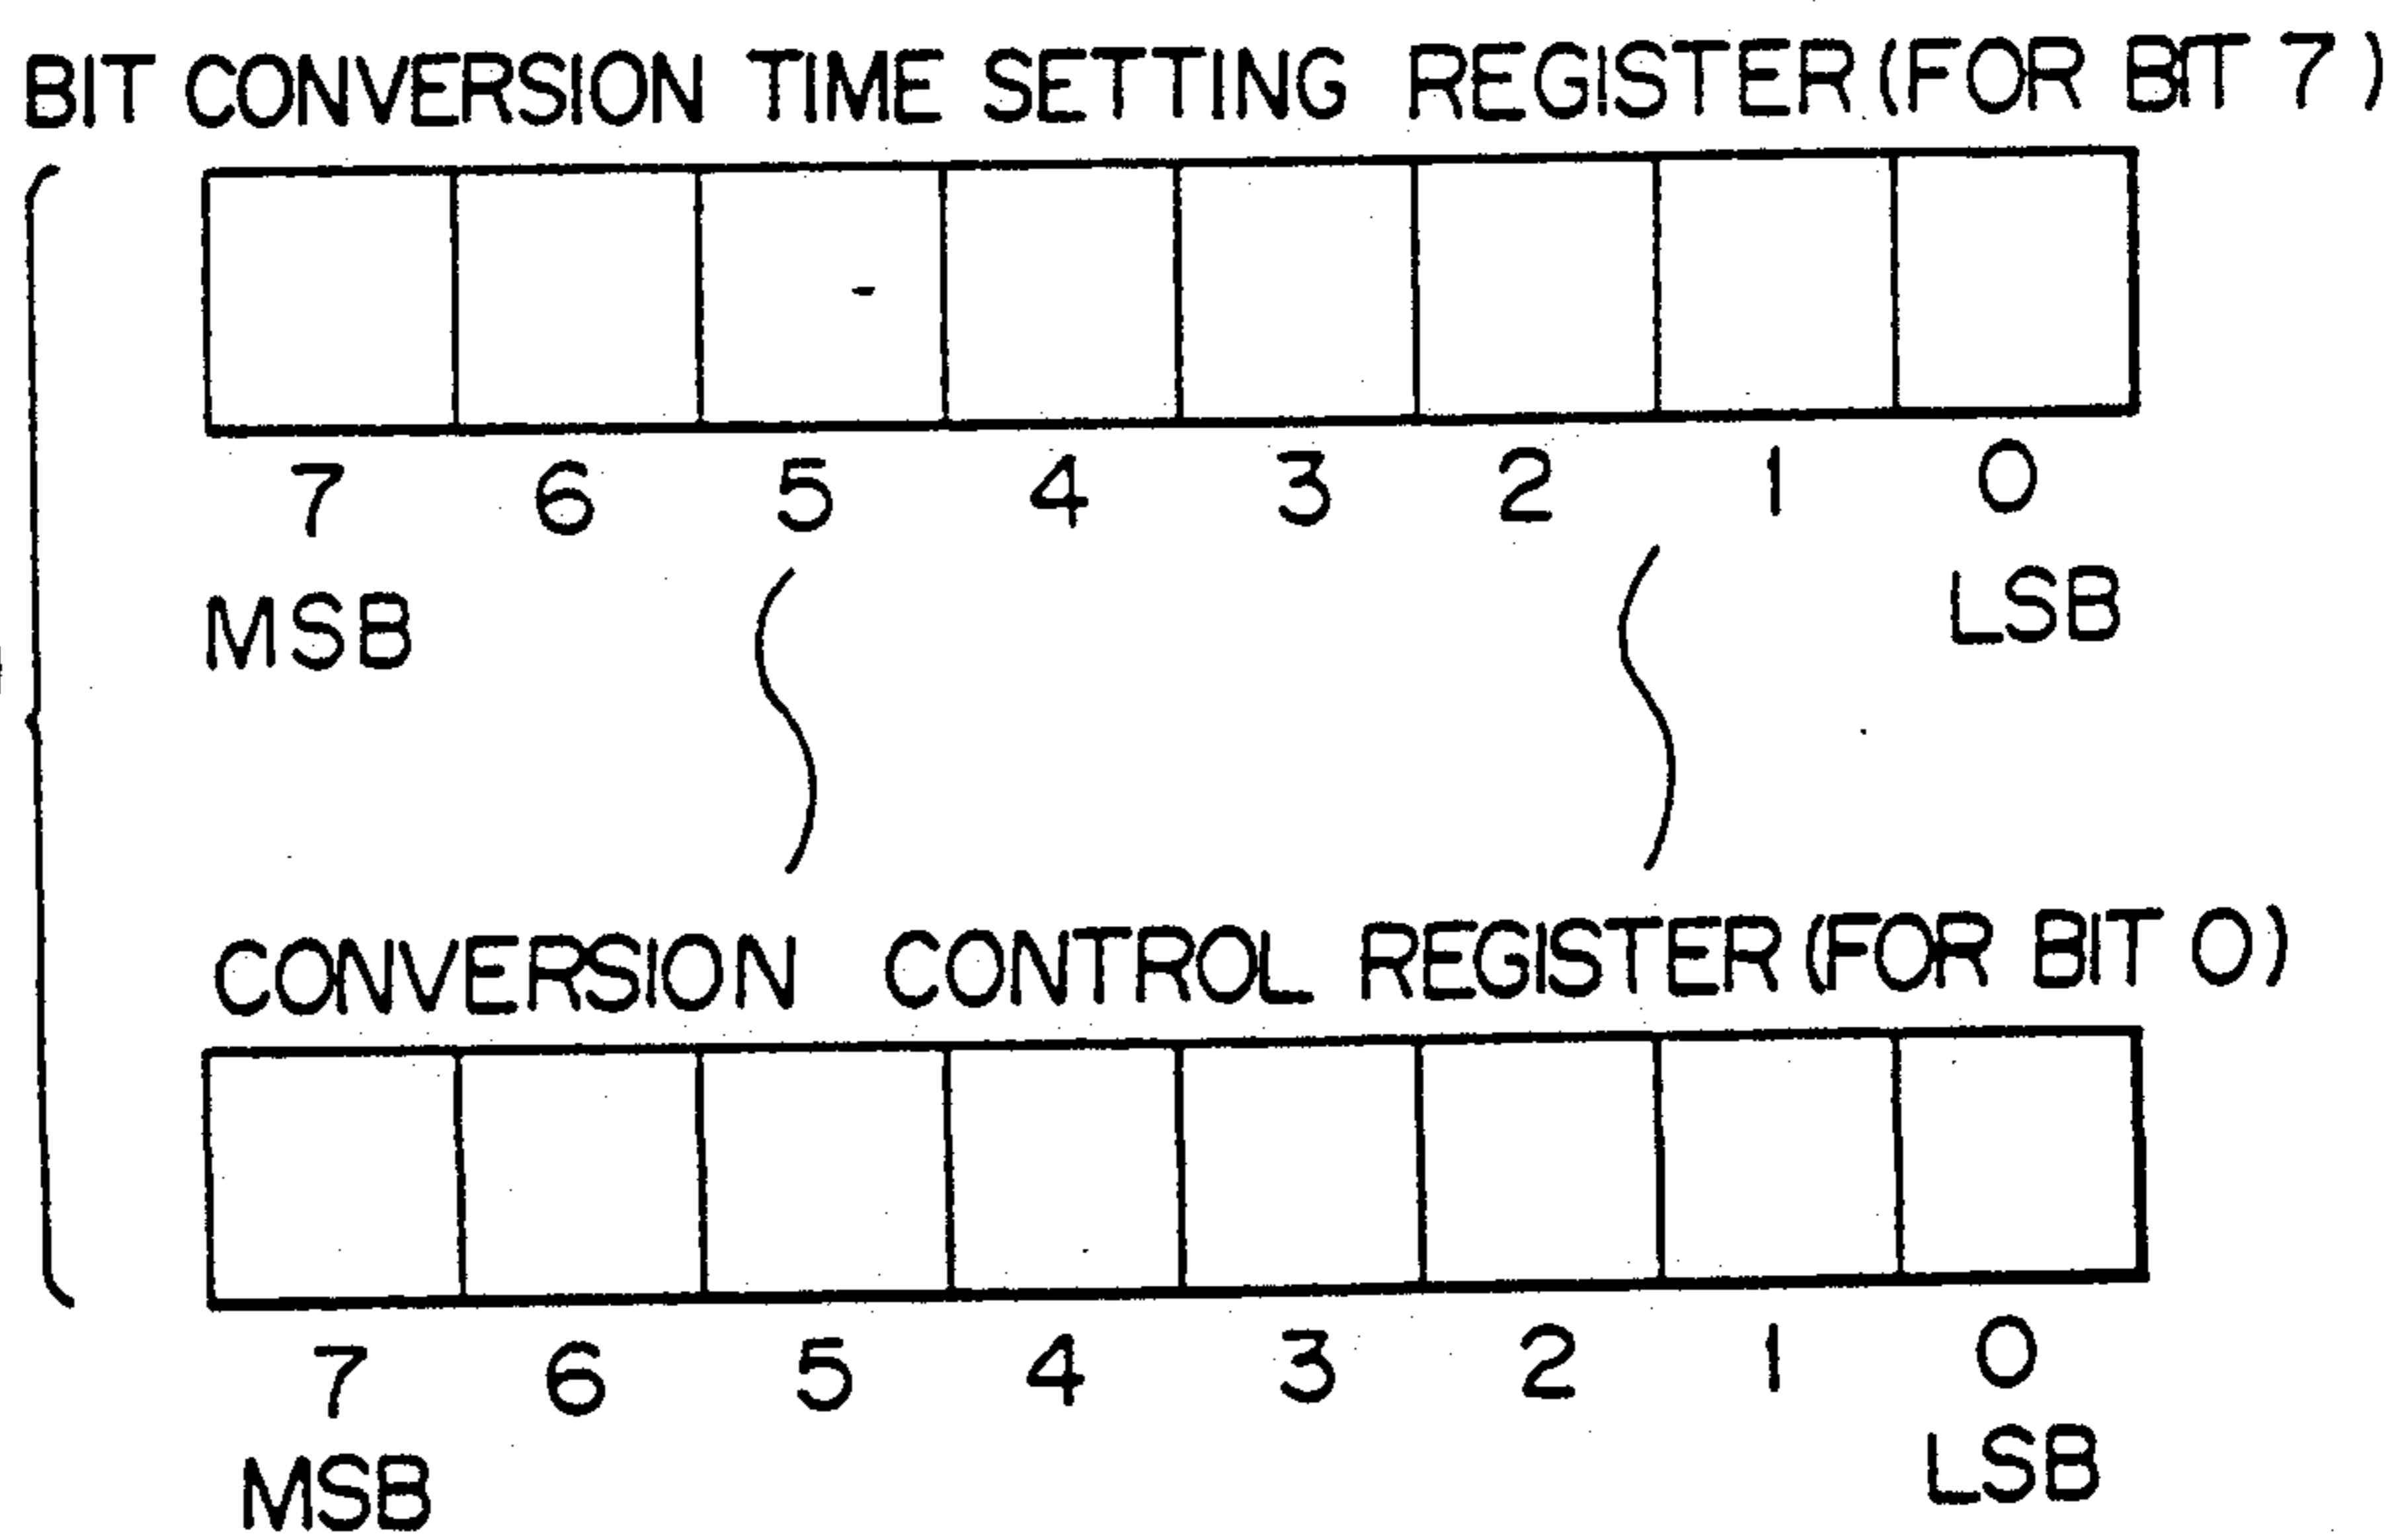 BIT CONVERSION TIME SETTING REGISTER (FOR BIT 7)
7 6 5 4 3 2 1 0
MSB LSB
CONVERSION CONTROL REGISTER (FOR BIT 0)
7 6 5 4 3 2 1 0
MSB LSB